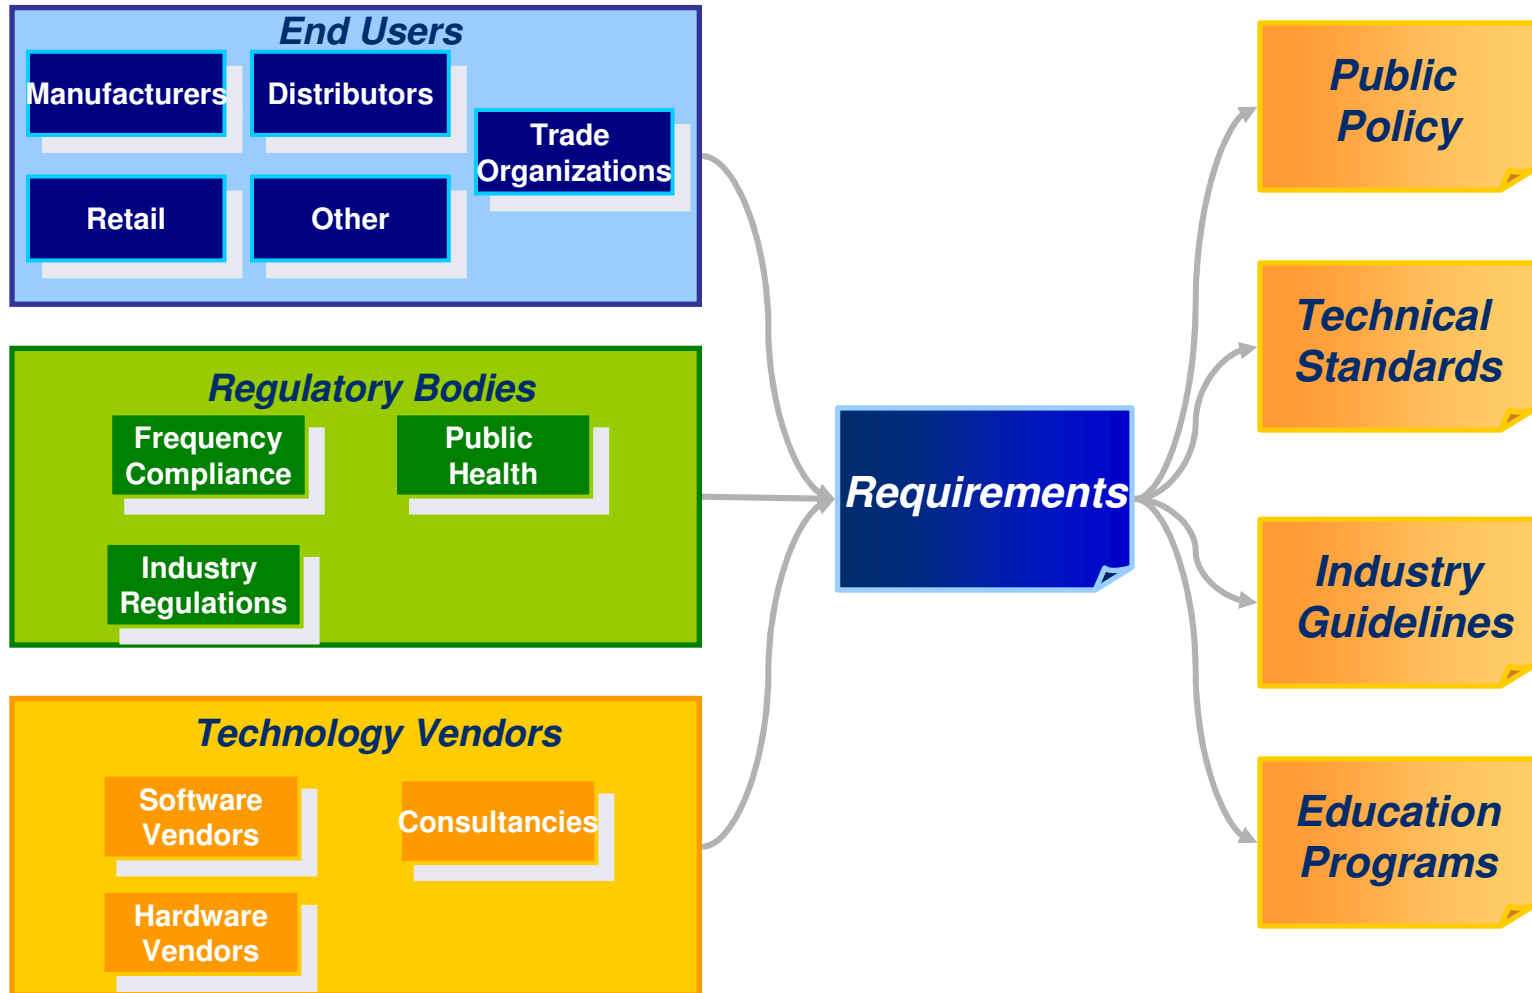 End Users
Manufacturers
Distributors
Trade
Organizations
Retail
Other
Regulatory Bodies
Frequency
Compliance
Public
Health
Industry
Regulations
Technology Vendors
Software
Vendors
Consultancies
Hardware
Vendors
Requirements
Public
Policy
Technical
Standards
Industry
Guidelines
Education
Programs